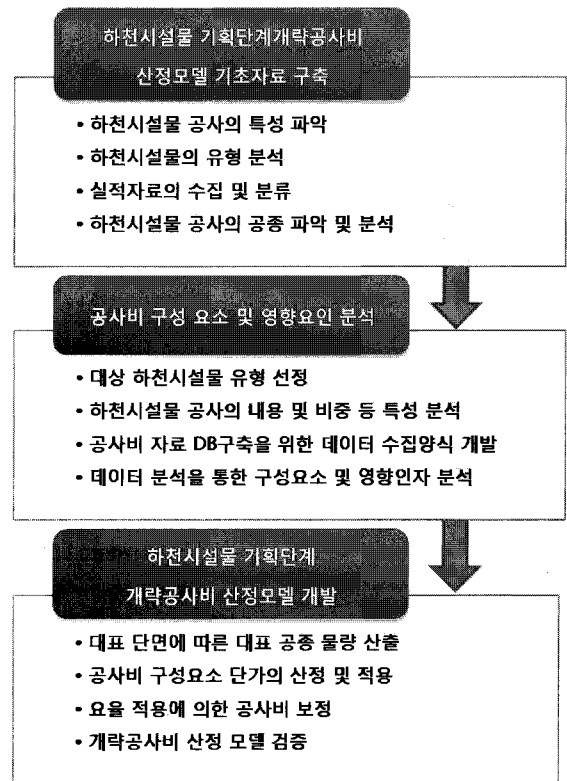 하천시설물 기획단계개략공사비
산정모델 기초자료 구축
• 하천시설물 공사의 특성 파악
• 하천시설물의 유형 분석
• 실적자료의 수집 및 분류
• 하천시설물 공사의 공종 파악 및 분석
공사비 구성 요소 및 영향요인 분석
• 대상 하천시설물 유형 선정
• 하천시설물 공사의 내용 및 비중 등 특성 분석
• 공사비 자료 DB구축을 위한 데이터 수집양식 개발
• 데이터 분석을 통한 구성요소 및 영향인자 분석
하천시설물 기획단계
개략공사비 산정모델 개발
• 대표 단면에 따른 대표 공종 물량 산출
• 공사비 구성요소 단가의 산정 및 적용
• 요율 적용에 의한 공사비 보정
• 개략공사비 산정 모델 검증